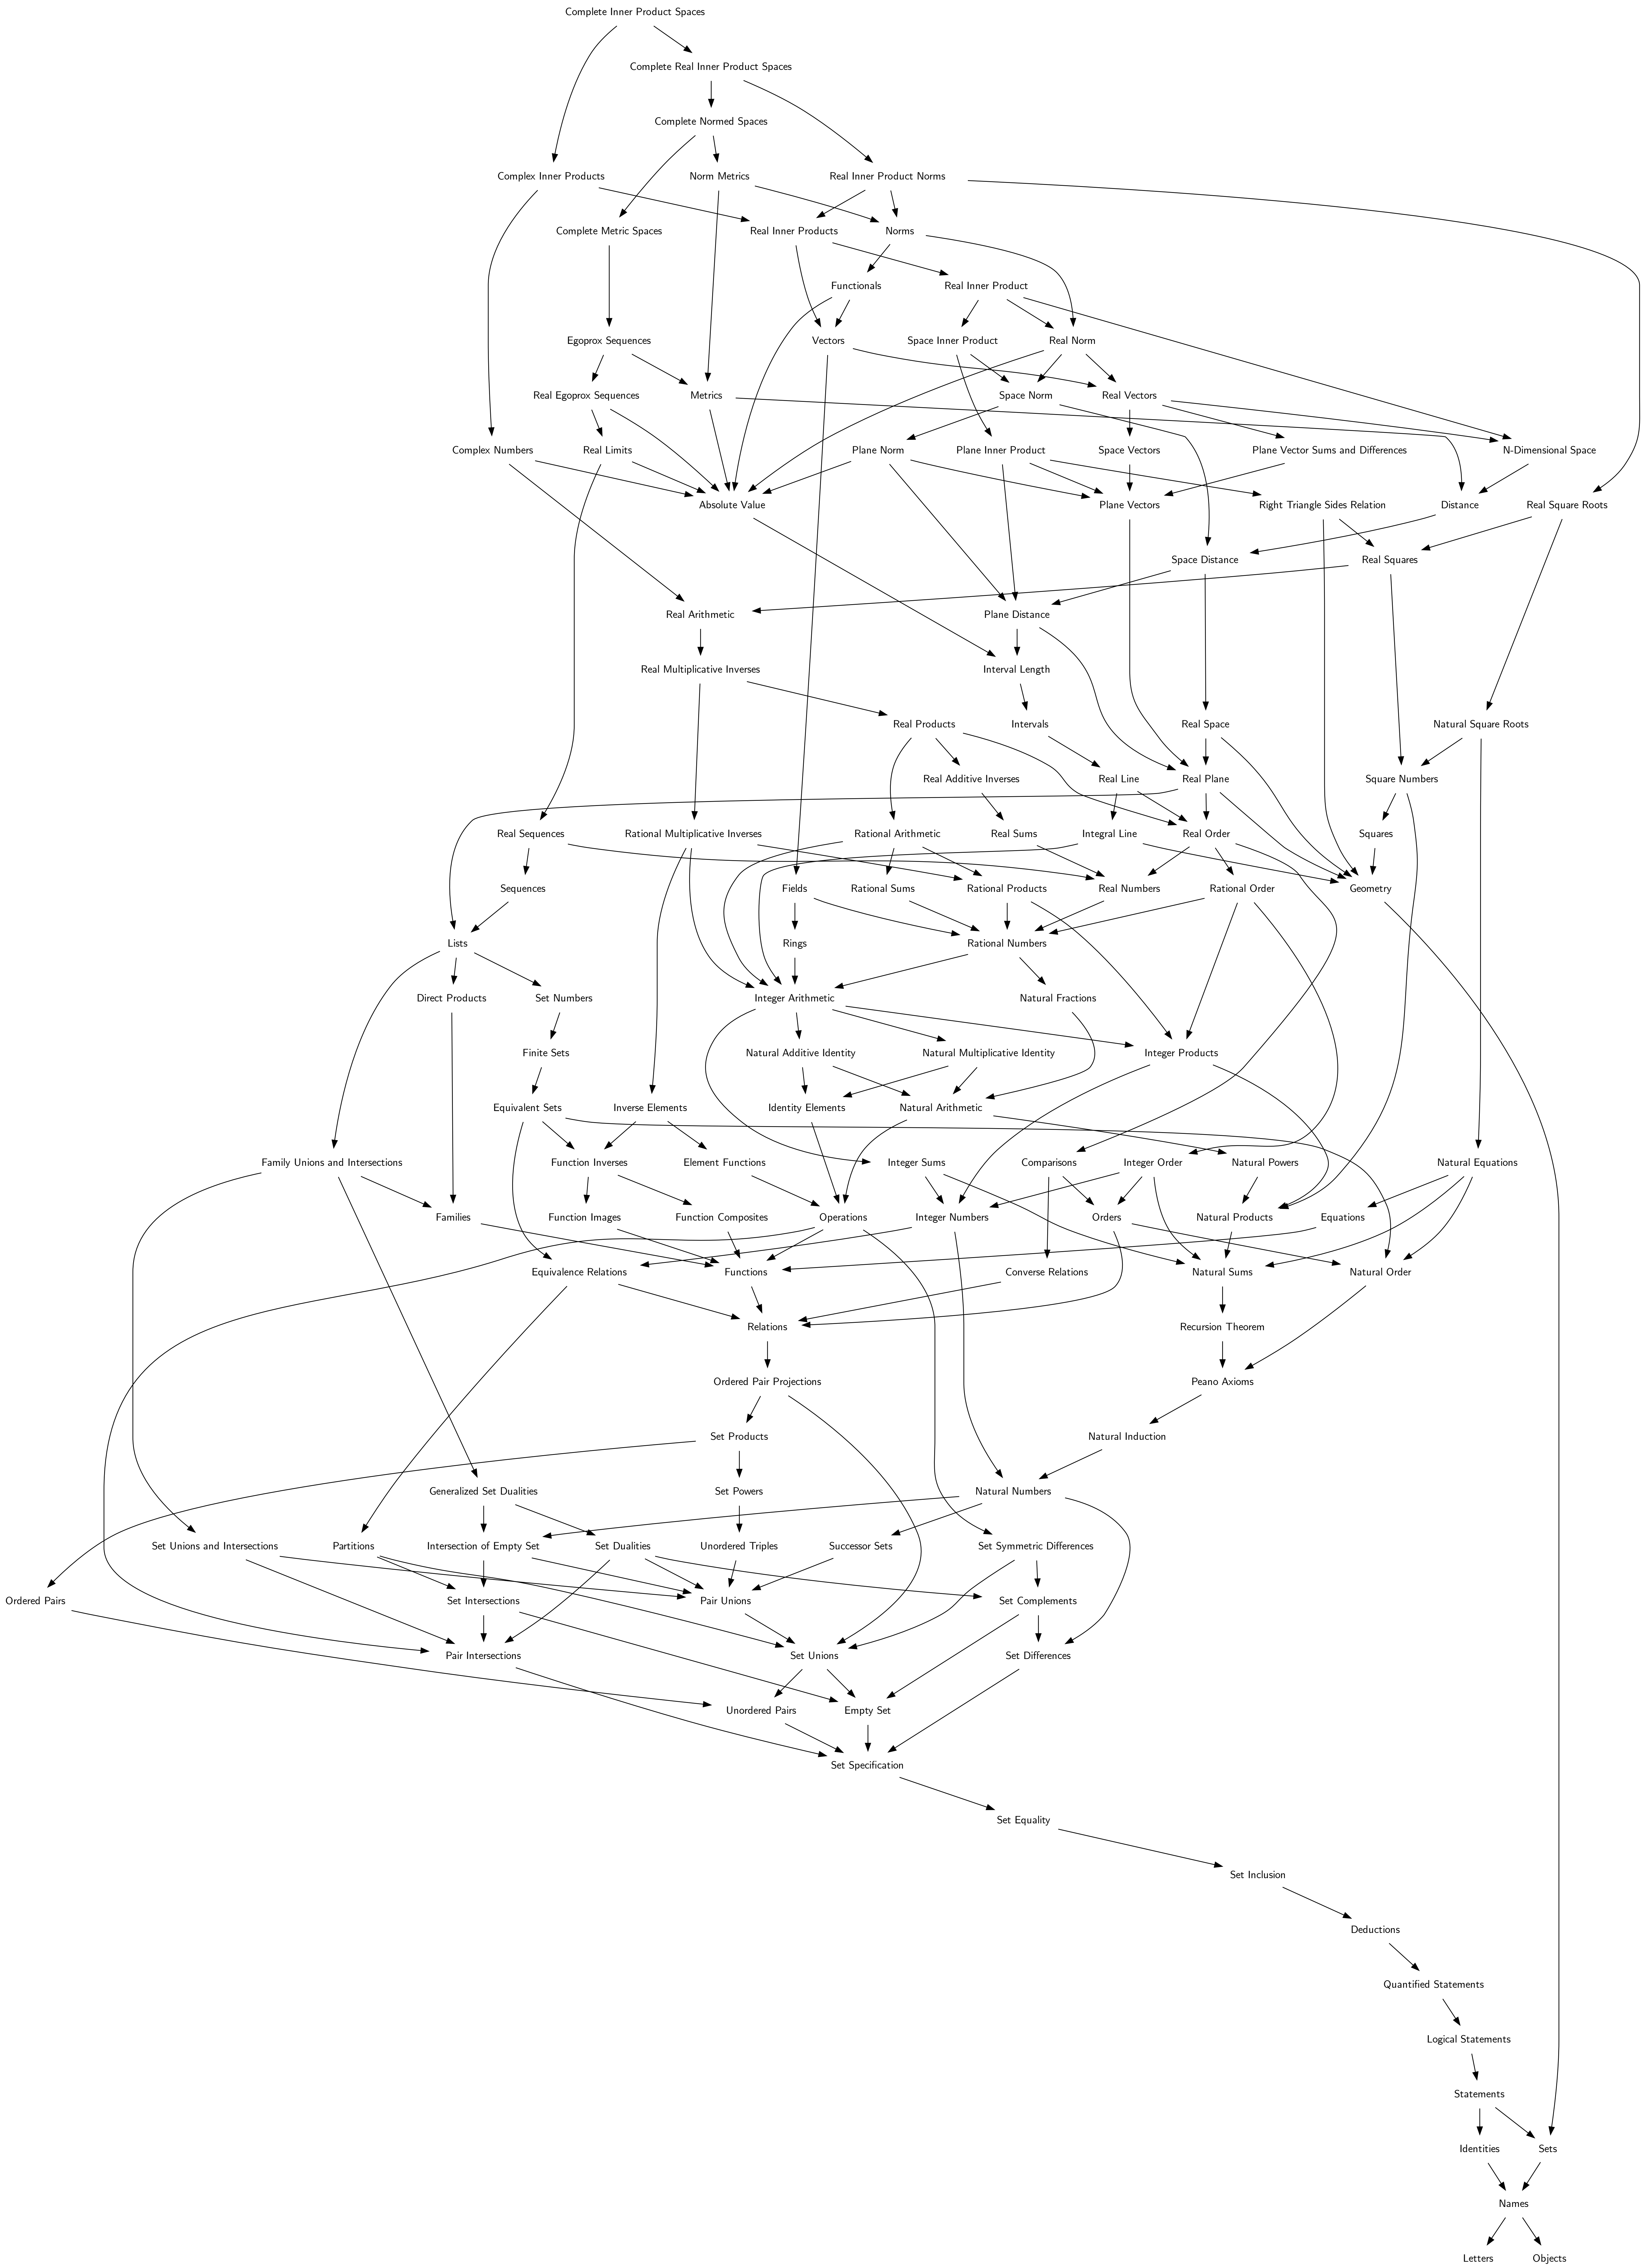 Complete Inner Product Spaces
Complete Real Inner Product Spaces
Complete Normed Spaces
Complex Inner Products
Norm Metrics
Real Inner Product Norms
Complete Metric Spaces
Real Inner Products
Norms
Functionals
Real Inner Product
Egoprox Sequences
Vectors
Space Inner Product
Real Norm
Real Egoprox Sequences
Metrics
Space Norm
Real Vectors
Complex Numbers
Real Limits
Plane Norm
Plane Inner Product
Space Vectors
Plane Vector Sums and Differences
N-Dimensional Space
Absolute Value
Plane Vectors
Right Triangle Sides Relation
Distance
Real Square Roots
Space Distance
Real Squares
Real Arithmetic
Plane Distance
Real Multiplicative Inverses
Interval Length
Real Products
Intervals
Real Space
Natural Square Roots
Real Additive Inverses
Real Line
Real Plane
Square Numbers
Real Sequences
Rational Multiplicative Inverses
Rational Arithmetic
Real Sums
Integral Line
Real Order
Squares
Sequences
Fields
Rational Sums
Rational Products
Real Numbers
Rational Order
Geometry
Lists
Rings
Rational Numbers
Direct Products
Set Numbers
Integer Arithmetic
Natural Fractions
Finite Sets
Natural Additive Identity
Natural Multiplicative Identity
Integer Products
Equivalent Sets
Inverse Elements
Identity Elements
Natural Arithmetic
Family Unions and Intersections
Function Inverses
Element Functions
Integer Sums
Comparisons
Integer Order
Natural Powers
Natural Equations
Families
Function Images
Function Composites
Operations
Integer Numbers
Orders
Natural Products
Equations
Equivalence Relations
Functions
Converse Relations
Natural Sums
Natural Order
Relations
Recursion Theorem
Ordered Pair Projections
Peano Axioms
Set Products
Natural Induction
Generalized Set Dualities
Set Powers
Natural Numbers
Set Unions and Intersections
Partitions
Intersection of Empty Set
Set Dualities
Unordered Triples
Successor Sets
Set Symmetric Differences
Ordered Pairs
Set Intersections
Pair Unions
Set Complements
Pair Intersections
Set Unions
Set Differences
Unordered Pairs
Empty Set
Set Specification
Set Equality
Set Inclusion
Deductions
Quantified Statements
Logical Statements
Statements
Identities
Sets
Names
Letters
Objects